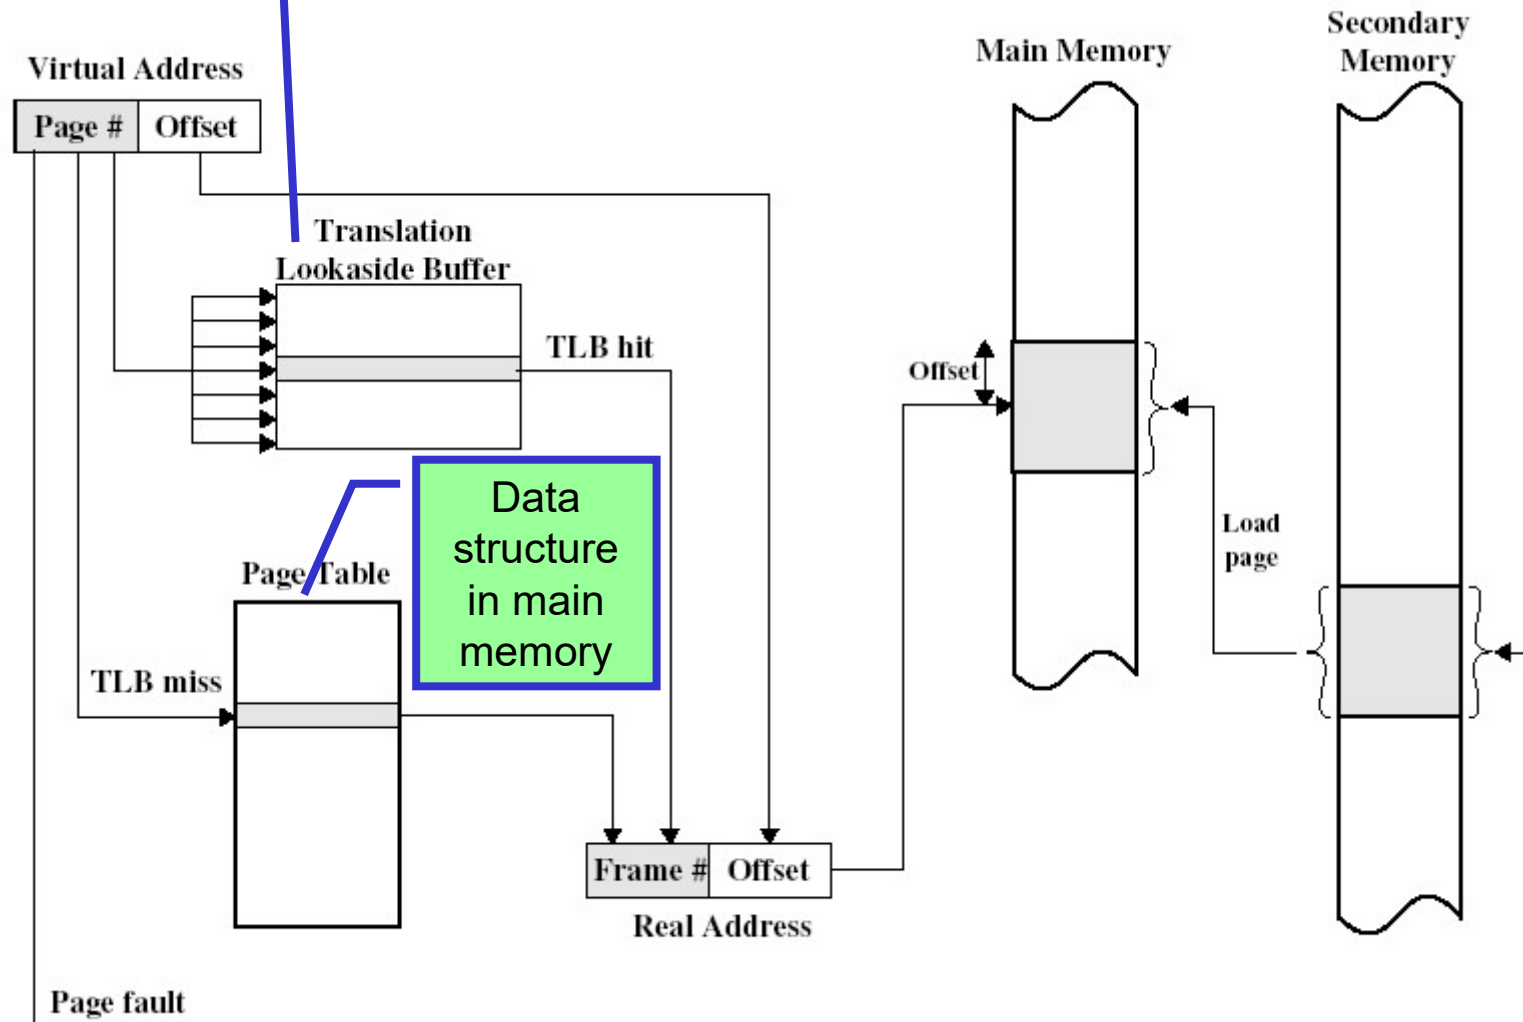 Virtual Address
Page #
Offset
Translation
Lookaside Buffer
TLB hit
Data
structure
in main
memory
Page Table
TLB miss
Frame #
Offset
Real Address
Page fault
Main Memory
Offset
Load
page
Secondary
Memory